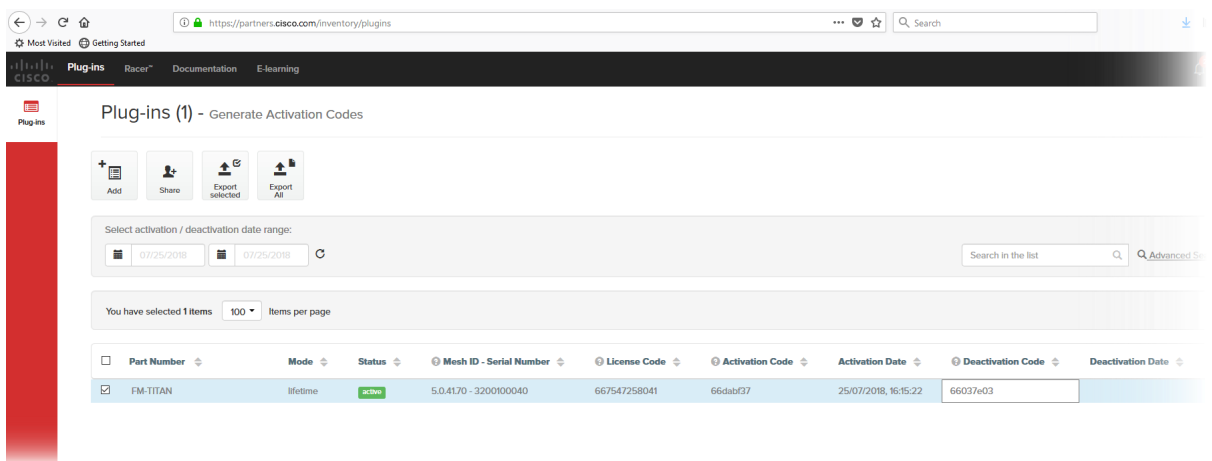 https://partners.cisco.com/inventory/plugins
Search
Most Visited Getting Started
CISCO
Plug-ins Racer™ Documentation E-learning
Plug-ins
Plug-ins (1) - Generate Activation Codes
Add
Share
Export selected
Export All
Select activation / deactivation date range:
07/25/2018 07/25/2018
Search in the list
Advanced
You have selected 1 items 100 Items per page
Part Number Mode Status Mesh ID - Serial Number License Code Activation Code Activation Date Deactivation Code Deactivation Date
FM-TITAN lifetime active 5.0.41.70 - 3200100040 667547258041 66dabf37 25/07/2018, 16:15:22 66037e03